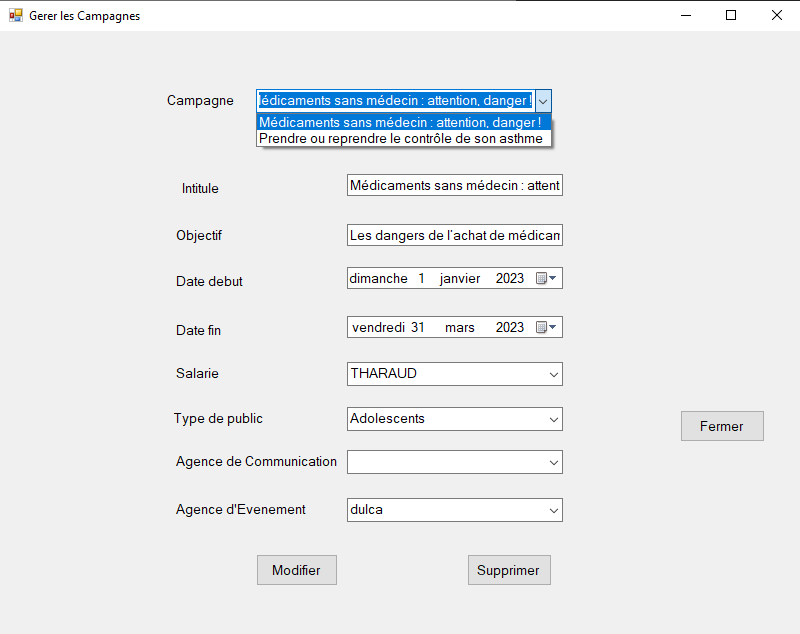 Gerer les Campagnes
Campagne édicaments sans médecin : attention, danger !
Médicaments sans médecin : attention, danger !
Prendre ou reprendre le contrôle de son asthme
Intitule Médicaments sans médecin : attent
Objectif Les dangers de l'achat de médican
Date debut dimanche 1 janvier 2023
Date fin vendredi 31 mars 2023
Salarie THARAUD
Type de public Adolescents
Fermer
Agence de Communication
Agence d'Evenement dulca
Modifier Supprimer